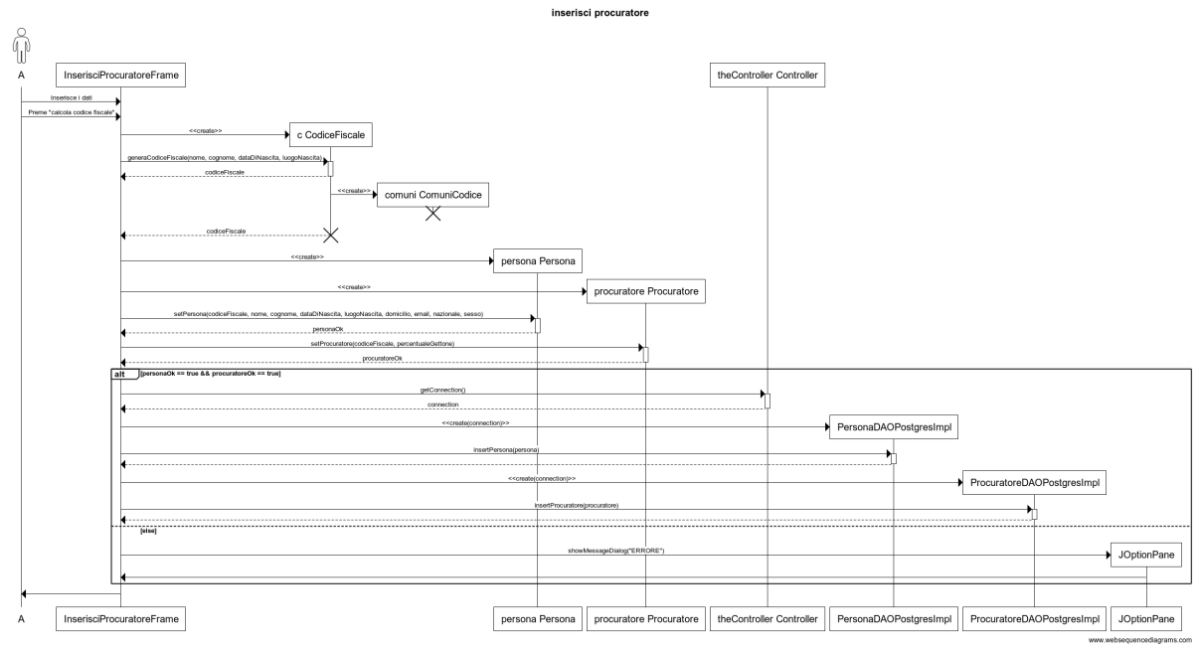 inserisci procuratore
A
InserisciProcuratoreFrame
theController Controller
Inserisce i dati
Preme "calcola codice fiscale"
<<create>>
c CodiceFiscale
generaCodiceFiscale(nome, cognome, dataDiNascita, luogoNascita)
codiceFiscale
<<create>>
comuni ComuniCodice
codiceFiscale
<<create>>
persona Persona
<<create>>
procuratore Procuratore
setPersona(codiceFiscale, nome, cognome, dataDiNascita, luogoNascita, domicilio, email, nazionale, sesso)
personaOk
setProcuratore(codiceFiscale, percentualeGettone)
procuratoreOk
alt
[personaOk == true && procuratoreOk == true]
getConnection()
connection
<<create(connection)>>
PersonaDAOPostgresImpl
insertPersona(persona)
<<create(connection)>>
ProcuratoreDAOPostgresImpl
insertProcuratore(procuratore)
[else]
showMessageDialog("ERRORE")
JOptionPane
A
InserisciProcuratoreFrame
persona Persona
procuratore Procuratore
theController Controller
PersonaDAOPostgresImpl
ProcuratoreDAOPostgresImpl
JOptionPane
www.websequencediagrams.com